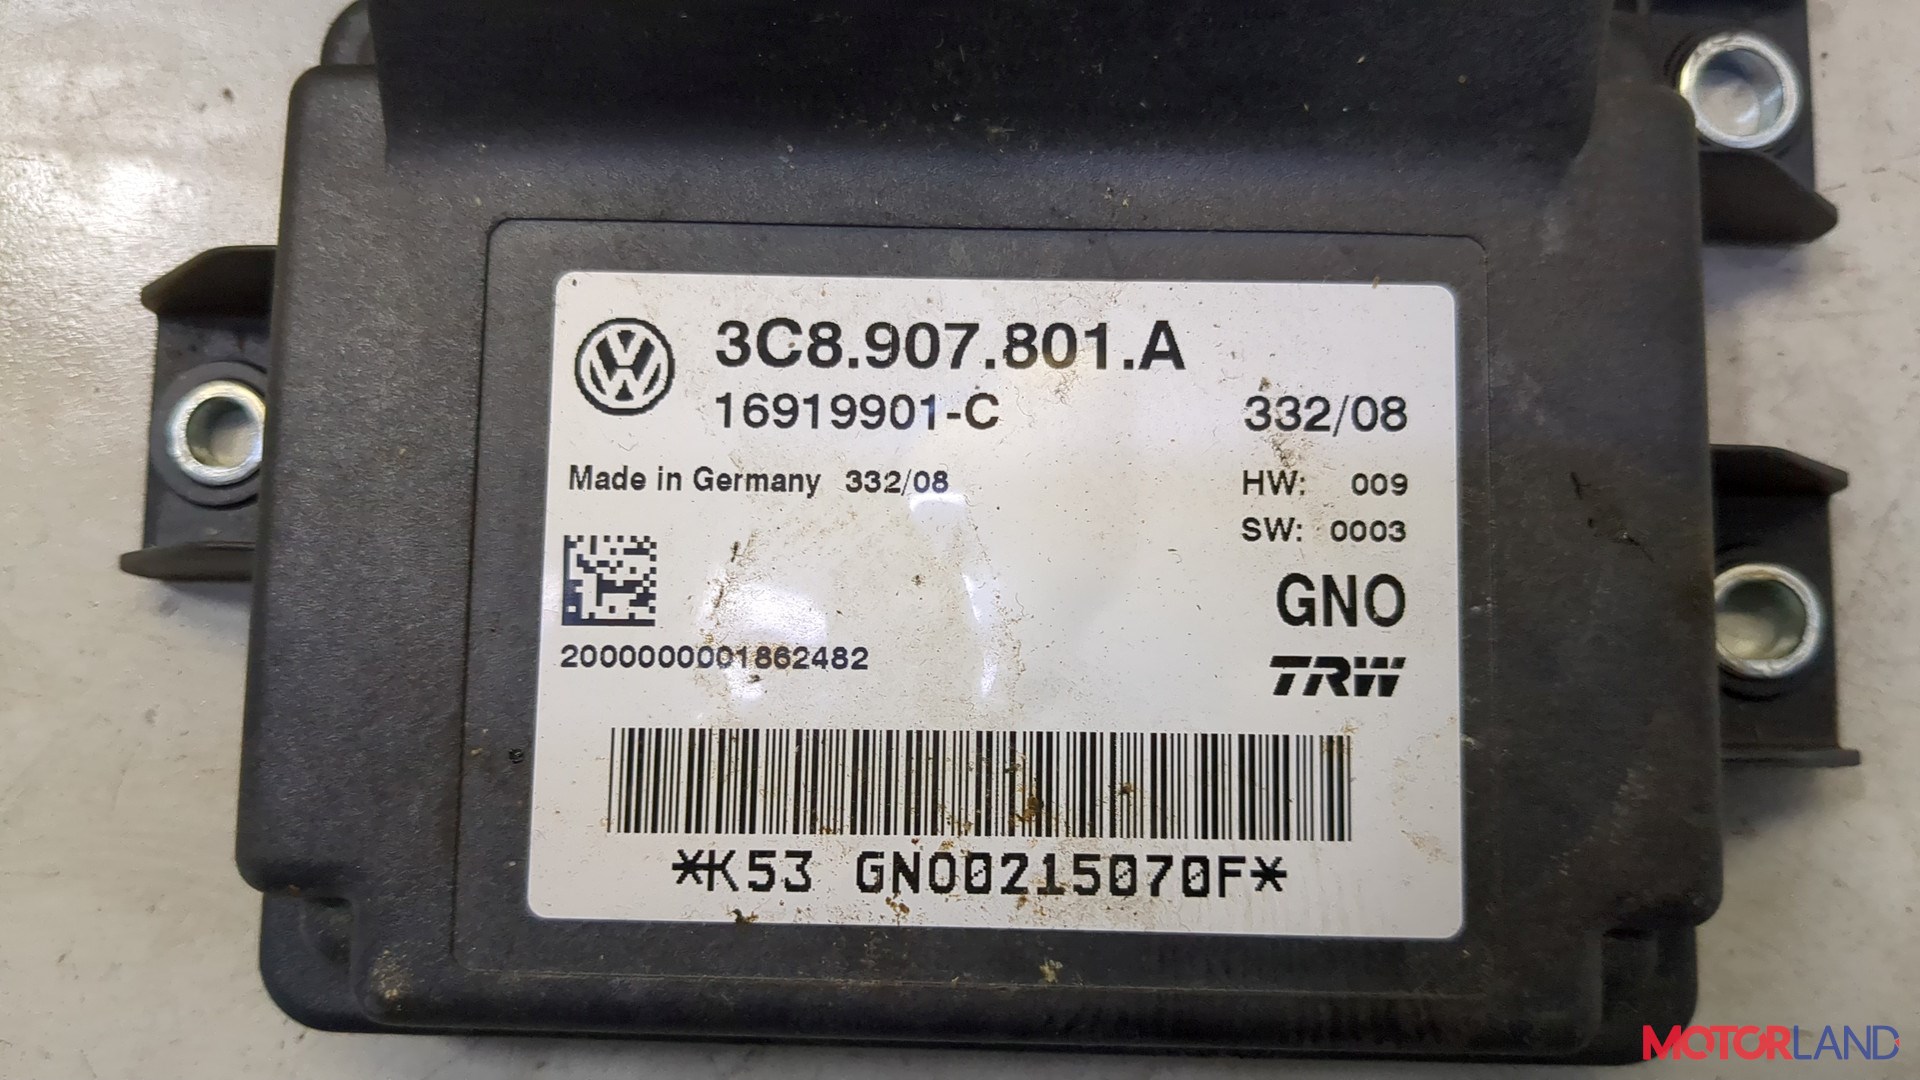 3C8.907.801.A
16919901-C 332/08
Made in Germany 332/08 HW: 009
SW: 0003
GNO
2000000001862482
TRW
*K53 GNO0215070F*
MOTORLAND